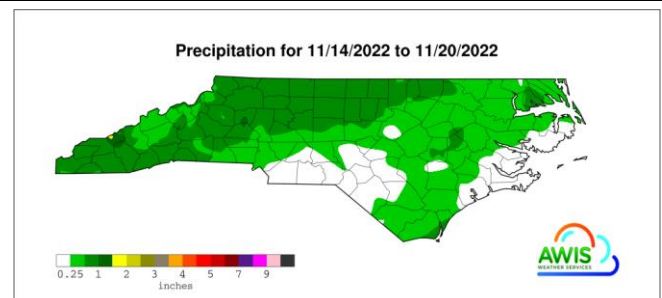 Precipitation for 11/14/2022 to 11/20/2022
0.25 1 2 3 4 5 7 9
inches
AWIS
WEATHER SERVICES